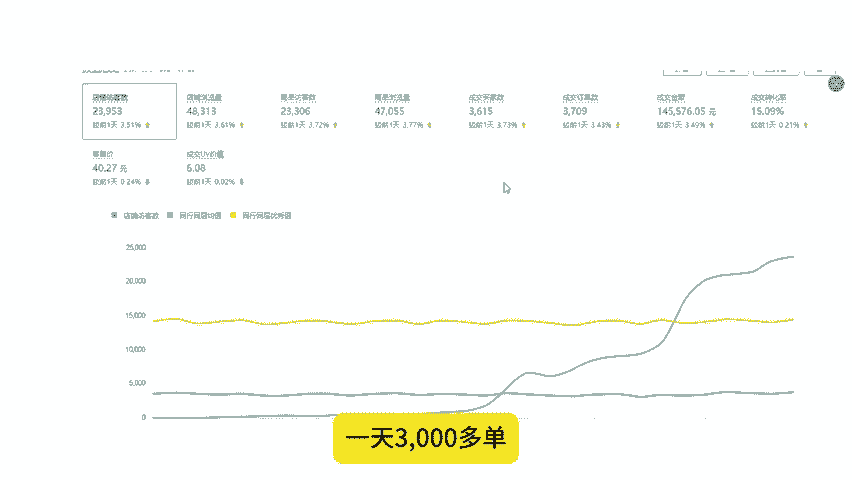 店铺访客数 店铺浏览量 商品访客数 商品浏览量 成交买家数 成交订单数 成交金额 成交转化率
23,953 48,313 23,306 47,055 3,615 3,709 145,576.05 元 15.09%
较前1天 3.51% 较前1天 3.61% 较前1天 3.72% 较前1天 3.77% 较前1天 3.73% 较前1天 3.43% 较前1天 3.49% 较前1天 0.21%
客单价 成交UV价值
40.27 元 6.08
较前1天 0.24% 较前1天 0.02%
店铺访客数 同行同层均值 同行同层优秀值
25,000
20,000
15,000
10,000
5,000
0
一天3,000多单